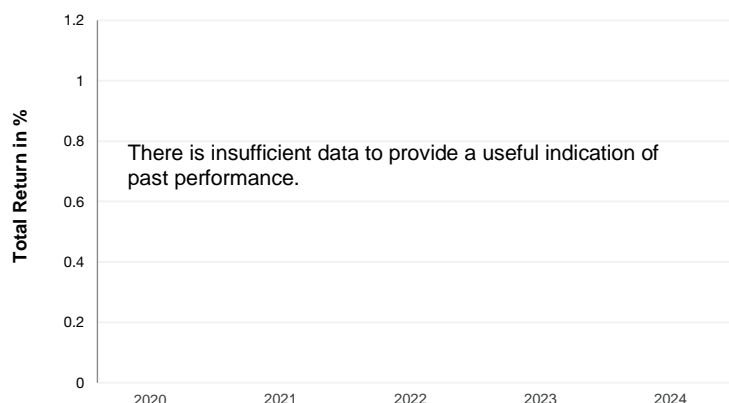 1.2
1
0.8
There is insufficient data to provide a useful indication of
past performance.
0.6
0.4
0.2
0
Total Return in %
2020 2021 2022 2023 2024